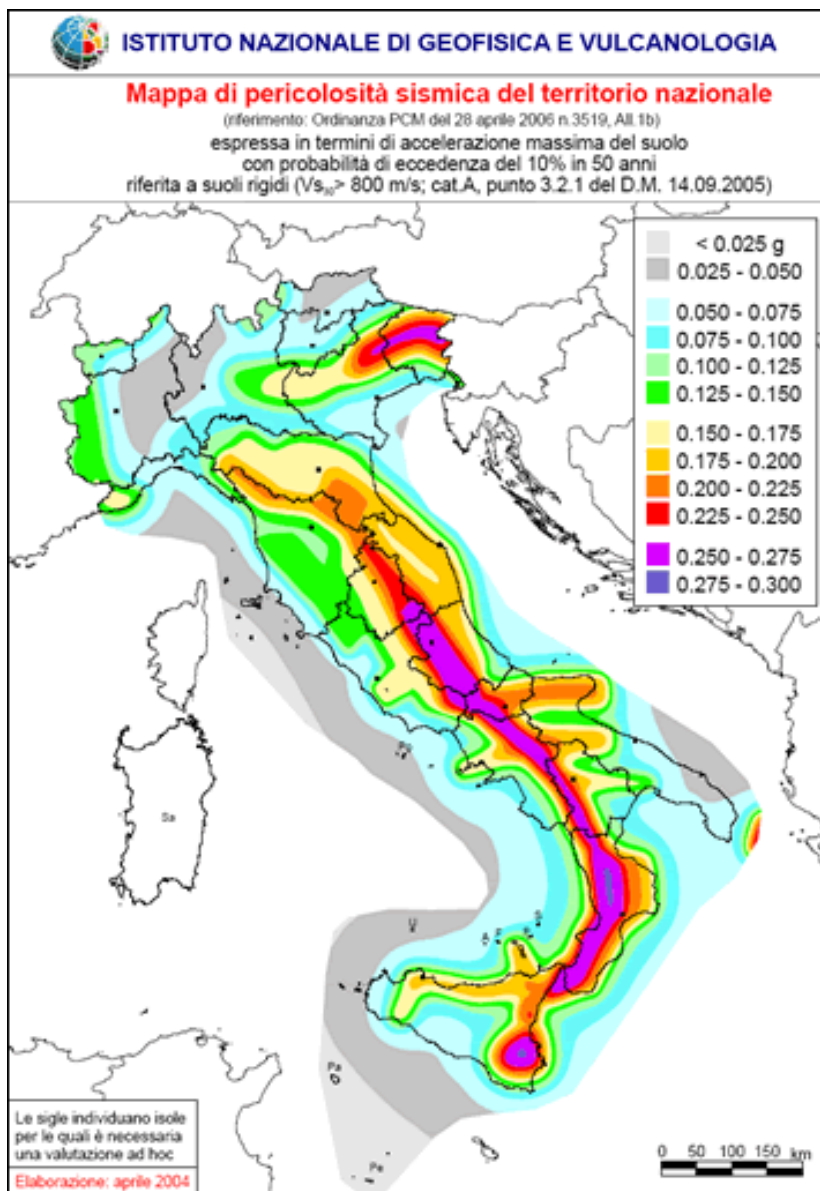 ISTITUTO NAZIONALE DI GEOFISICA E VULCANOLOGIA
Mappa di pericolosità sismica del territorio nazionale
(riferimento: Ordinanza PCM del 28 aprile 2006 n.3519, All.1b)
espressa in termini di accelerazione massima del suolo
con probabilità di eccedenza del 10% in 50 anni
riferita a suoli rigidi (Vs₃₀> 800 m/s; cat.A, punto 3.2.1 del D.M. 14.09.2005)
< 0.025 g
0.025 - 0.050
0.050 - 0.075
0.075 - 0.100
0.100 - 0.125
0.125 - 0.150
0.150 - 0.175
0.175 - 0.200
0.200 - 0.225
0.225 - 0.250
0.250 - 0.275
0.275 - 0.300
Sa
U
A
Pa
Pe
Le sigle individuano isole
per le quali è necessaria
una valutazione ad hoc
Elaborazione: aprile 2004
0 50 100 150 km